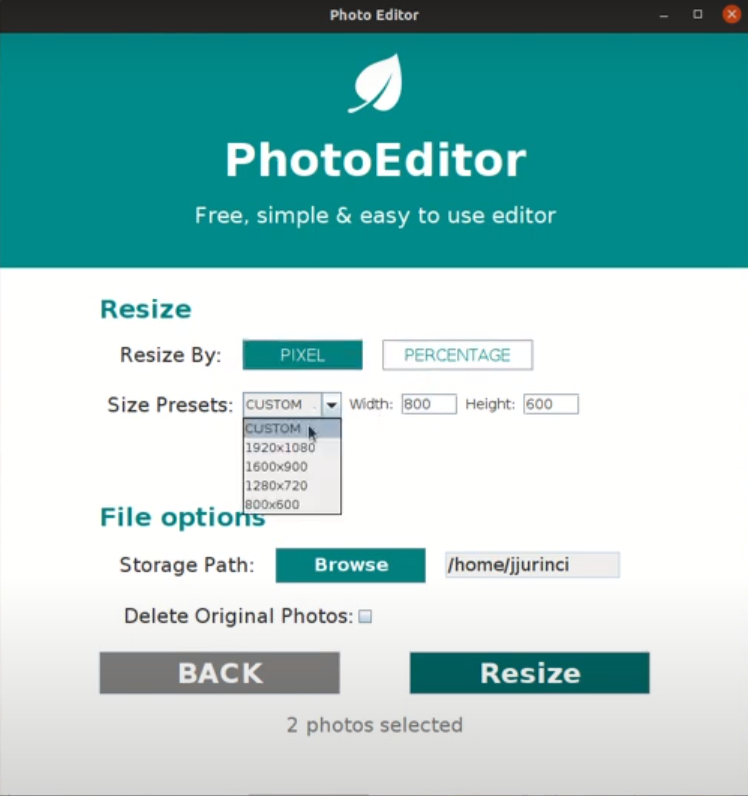 Photo Editor
PhotoEditor
Free, simple & easy to use editor
Resize
Resize By: PIXEL PERCENTAGE
Size Presets: CUSTOM Width: 800 Height: 600
CUSTOM
1920x1080
1600x900
1280x720
800x600
File options
Storage Path: Browse /home/jjurinci
Delete Original Photos:
BACK Resize
2 photos selected